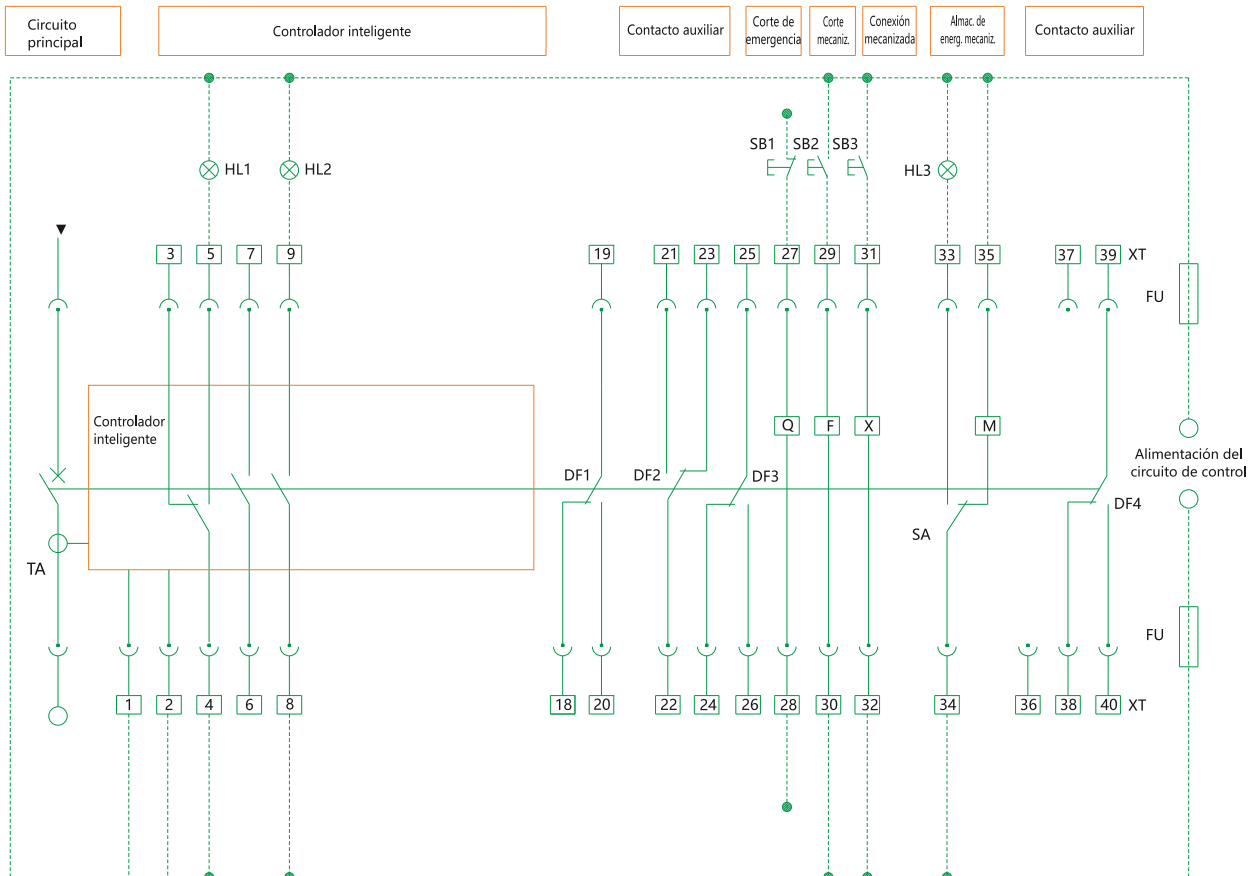 Circuito
principal
Controlador inteligente
Contacto auxiliar
Corte de
emergencia
Corte
mecaniz.
Conexión
mecanizada
Almac. de
energ. mecaniz.
Contacto auxiliar
SB1 SB2 SB3
HL1 HL2 HL3
3 5 7 9 19 21 23 25 27 29 31 33 35 37 39 XT
FU
Controlador
inteligente
Q F X M
Alimentación del
circuito de control
DF1 DF2 DF3
DF4
SA
TA
FU
1 2 4 6 8 18 20 22 24 26 28 30 32 34 36 38 40 XT